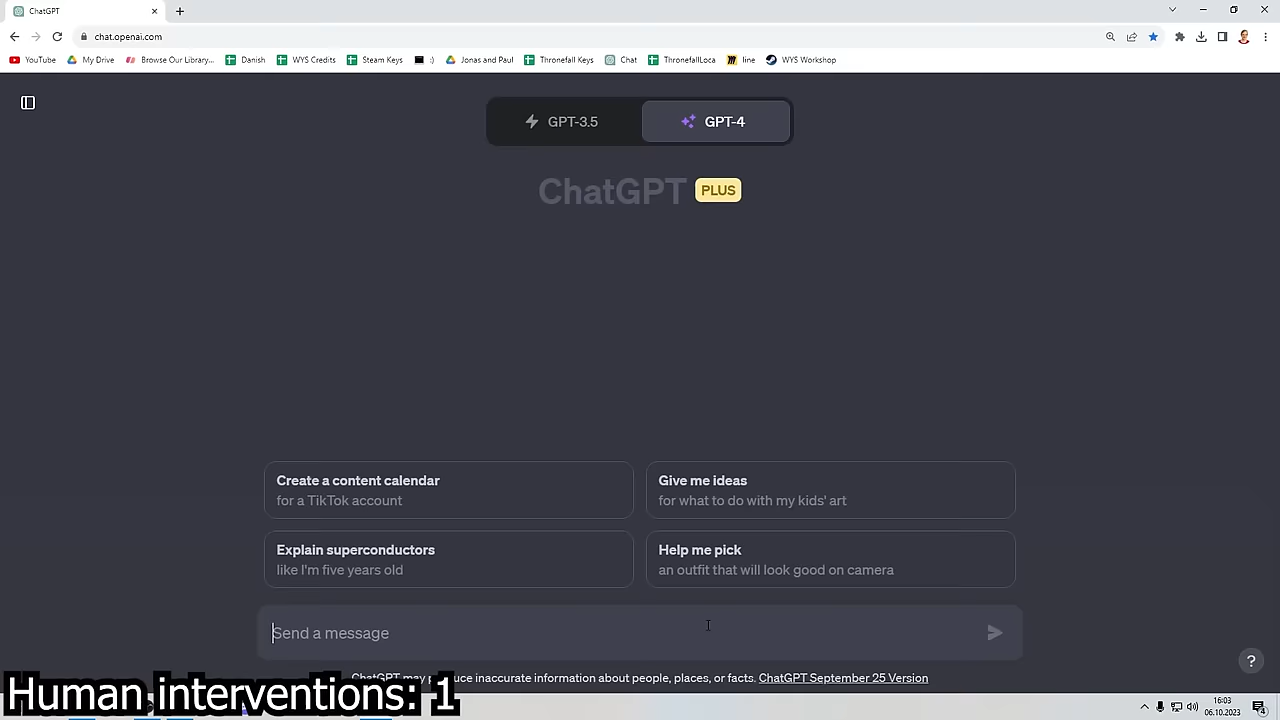 ChatGPT
chat.openai.com
YouTube My Drive Browse Our Library... Danish WYS Credits Steam Keys :) Jonas and Paul Thronefall Keys Chat ThronefallLoca line WYS Workshop
GPT-3.5 GPT-4
ChatGPT PLUS
Create a content calendar
for a TikTok account
Give me ideas
for what to do with my kids' art
Explain superconductors
like I'm five years old
Help me pick
an outfit that will look good on camera
Send a message
ChatGPT may produce inaccurate information about people, places, or facts. ChatGPT September 25 Version
?
Human interventions: 1
16:03
06.10.2023